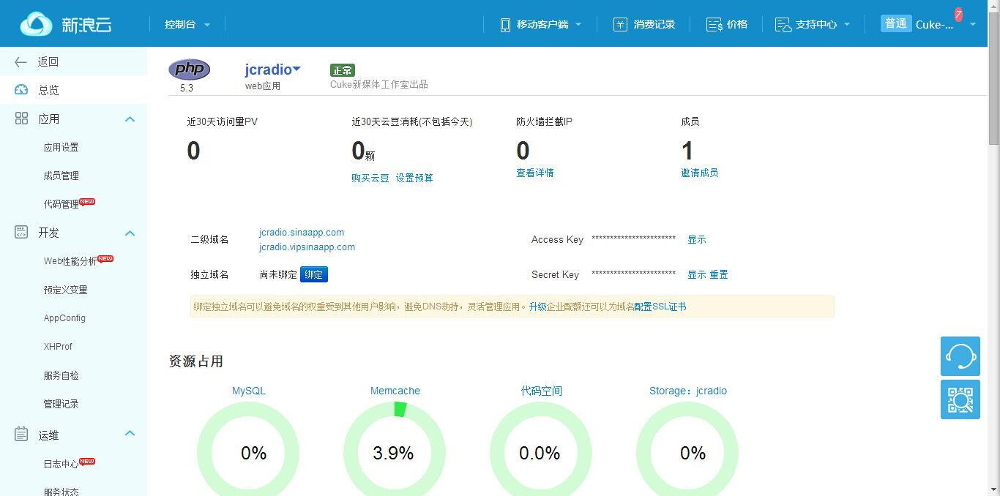 新浪云
控制台
移动客户端
消费记录
价格
支持中心
普通 Cuke-...
7
返回
总览
应用
应用设置
成员管理
代码管理 NEW
开发
Web性能分析 NEW
预定义变量
AppConfig
XHProf
服务自检
管理记录
运维
日志中心 NEW
服务状态
php
5.3
jcradio
web应用
正常
Cuke新媒体工作室出品
近30天访问量PV
0
近30天云豆消耗(不包括今天)
0颗
购买云豆 设置预算
防火墙拦截IP
0
查看详情
成员
1
邀请成员
二级域名
jcradio.sinaapp.com
jcradio.vipsinaapp.com
独立域名 尚未绑定 绑定
Access Key *********************** 显示
Secret Key *********************** 显示 重置
绑定独立域名可以避免域名的权重受到其他用户影响，避免DNS劫持，灵活管理应用。升级企业配额还可以为域名配置SSL证书
资源占用
MySQL
0%
Memcache
3.9%
代码空间
0.0%
Storage：jcradio
0%